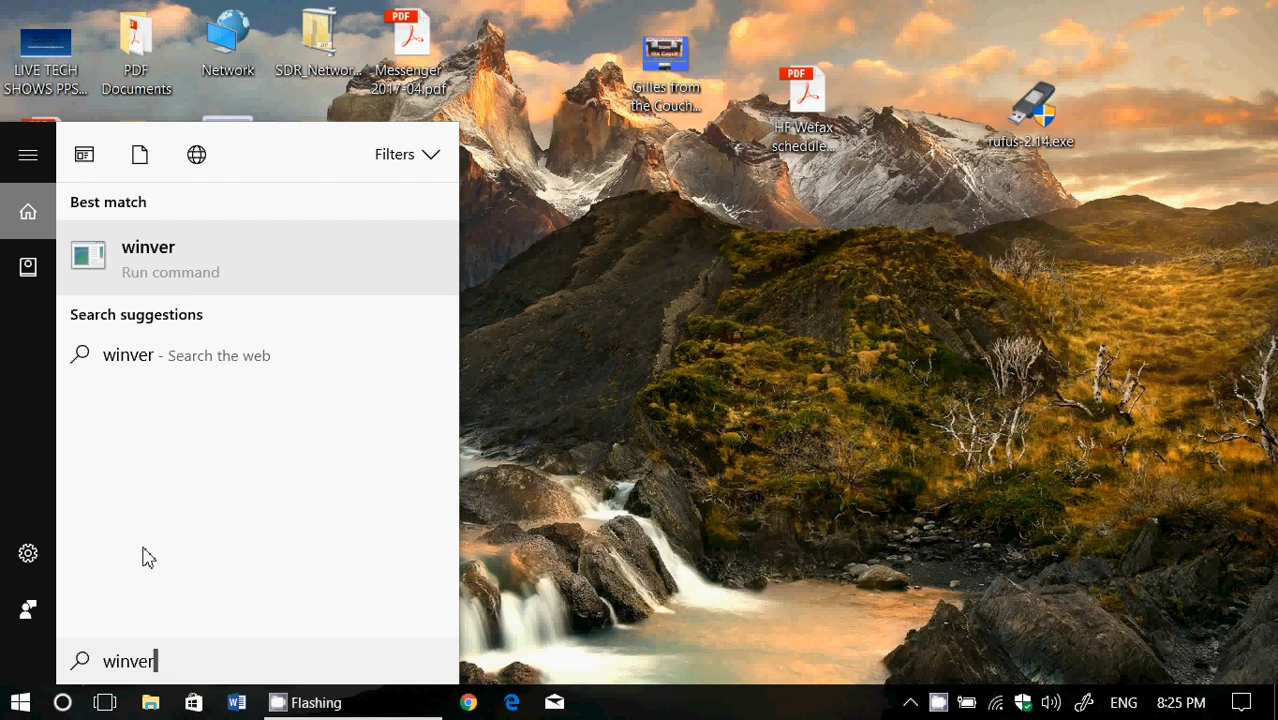 LIVE TECH
SHOWS PPS...
PDF
Documents
Network
SDR_Networ...
PDF
Messenger
2017-04.pdf
Gilles from
the Couch...
PDF
HF Wefax
schedule...
rufus-2.14.exe
Filters
Best match
winver
Run command
Search suggestions
winver - Search the web
winver
Flashing
ENG
8:25 PM